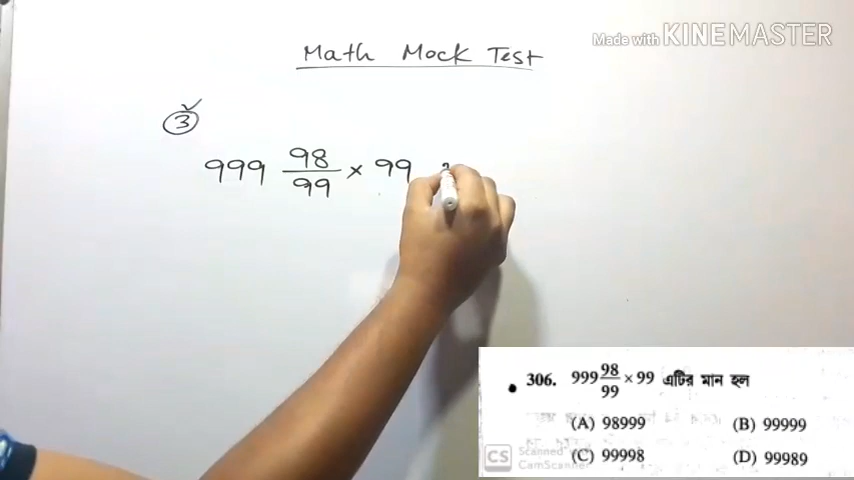 Made with KINEMASTER
Math Mock Test
3
999 98/99 × 99
306. 999 98/99 × 99 এটির মান হল
(A) 98999 (B) 99999
(C) 99998 (D) 99989
CS Scanned with CamScanner